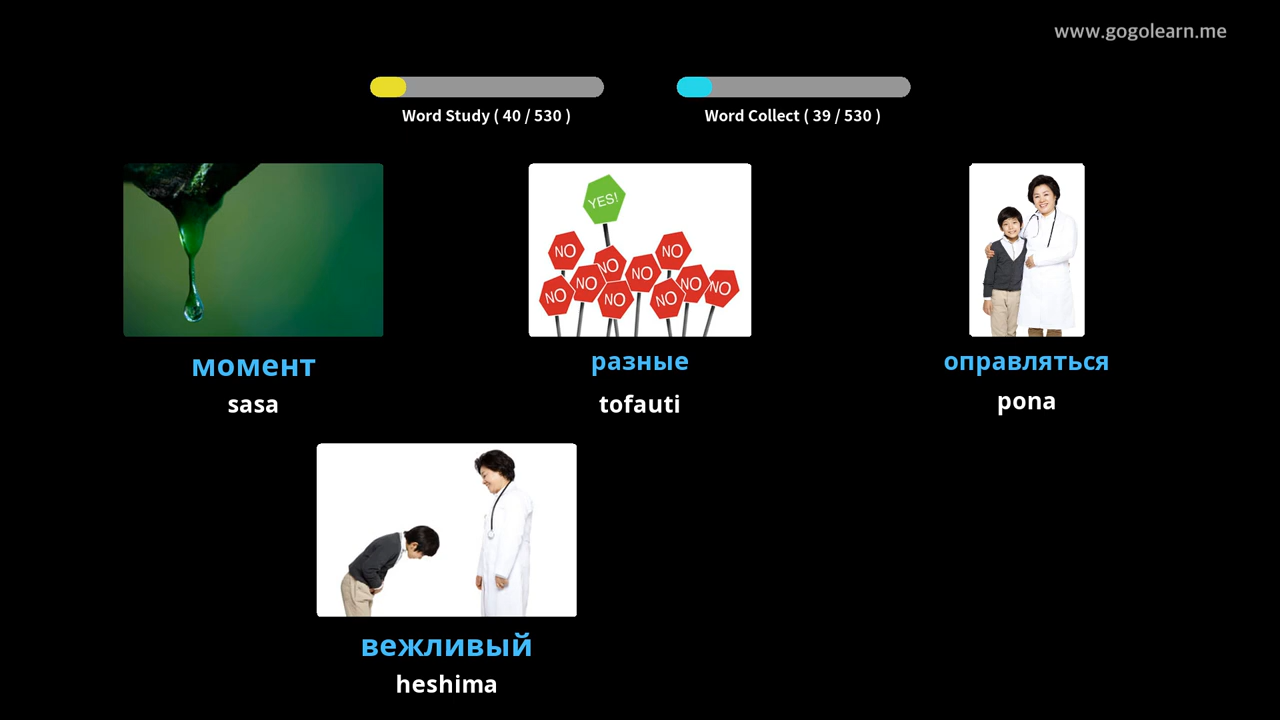 www.gogolearn.me
Word Study ( 40 / 530 )
Word Collect ( 39 / 530 )
YES!
NO
NO
NO
NO
NO
NO
NO
NO
NO
NO
момент
sasa
разные
tofauti
оправляться
pona
вежливый
heshima